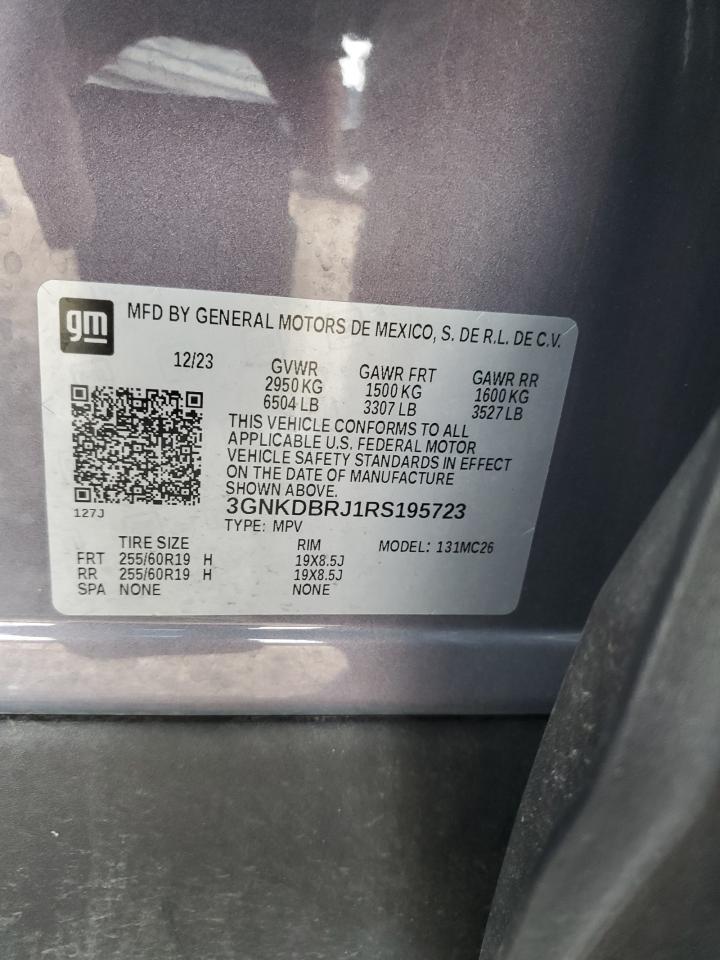 gm MFD BY GENERAL MOTORS DE MEXICO, S. DE R.L. DE C.V.
12/23 GVWR GAWR FRT GAWR RR
2950 KG 1500 KG 1600 KG
6504 LB 3307 LB 3527 LB
THIS VEHICLE CONFORMS TO ALL
APPLICABLE U.S. FEDERAL MOTOR
VEHICLE SAFETY STANDARDS IN EFFECT
ON THE DATE OF MANUFACTURE
SHOWN ABOVE.
3GNKDBRJ1RS195723
127J
TYPE: MPV
TIRE SIZE RIM MODEL: 131MC26
FRT 255/60R19 H 19X8.5J
RR 255/60R19 H 19X8.5J
SPA NONE NONE